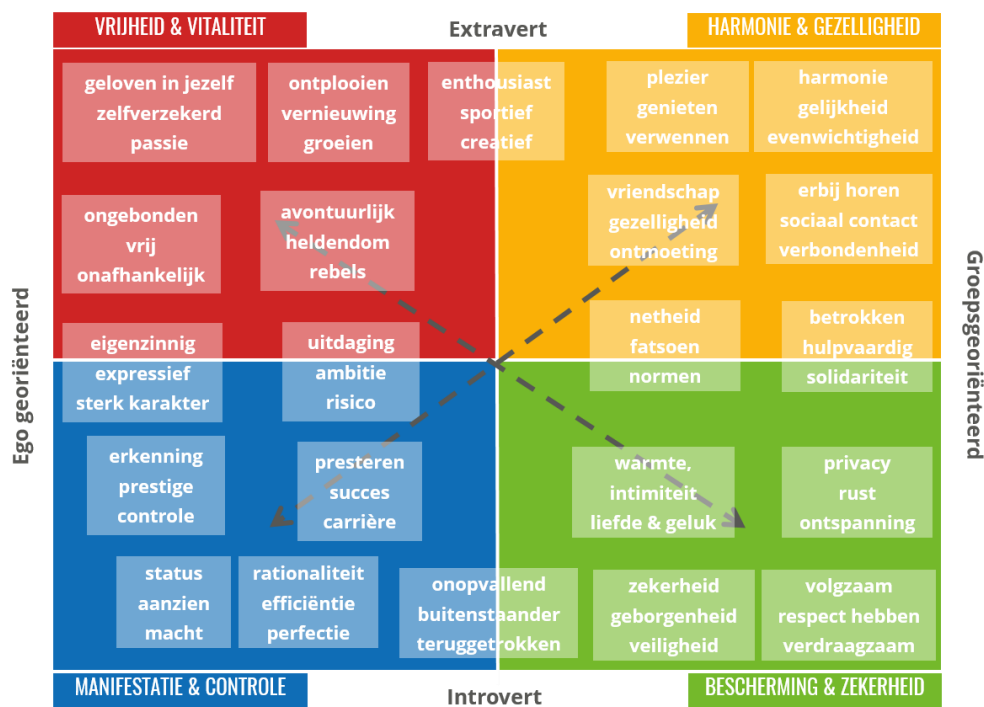 VRIJHEID & VITALITEIT
Extravert
HARMONIE & GEZELLIGHEID
geloven in jezelf
zelfverzekerd
passie
ontplooien
vernieuwing
groeien
enthousiast
sportief
creatief
plezier
genieten
verwennen
harmonie
gelijkheid
evenwichtigheid
ongebonden
vrij
onafhankelijk
avontuurlijk
heldendom
rebels
vriendschap
gezelligheid
ontmoeting
erbij horen
sociaal contact
verbondenheid
Ego georiënteerd
Groepsgeoriënteerd
eigenzinnig
expressief
sterk karakter
uitdaging
ambitie
risico
netheid
fatsoen
normen
betrokken
hulpvaardig
solidariteit
erkenning
prestige
controle
presteren
succes
carrière
warmte,
intimiteit
liefde & geluk
privacy
rust
ontspanning
status
aanzien
macht
rationaliteit
efficiëntie
perfectie
onopvallend
buitenstaander
teruggetrokken
zekerheid
geborgenheid
veiligheid
volgzaam
respect hebben
verdraagzaam
MANIFESTATIE & CONTROLE
Introvert
BESCHERMING & ZEKERHEID